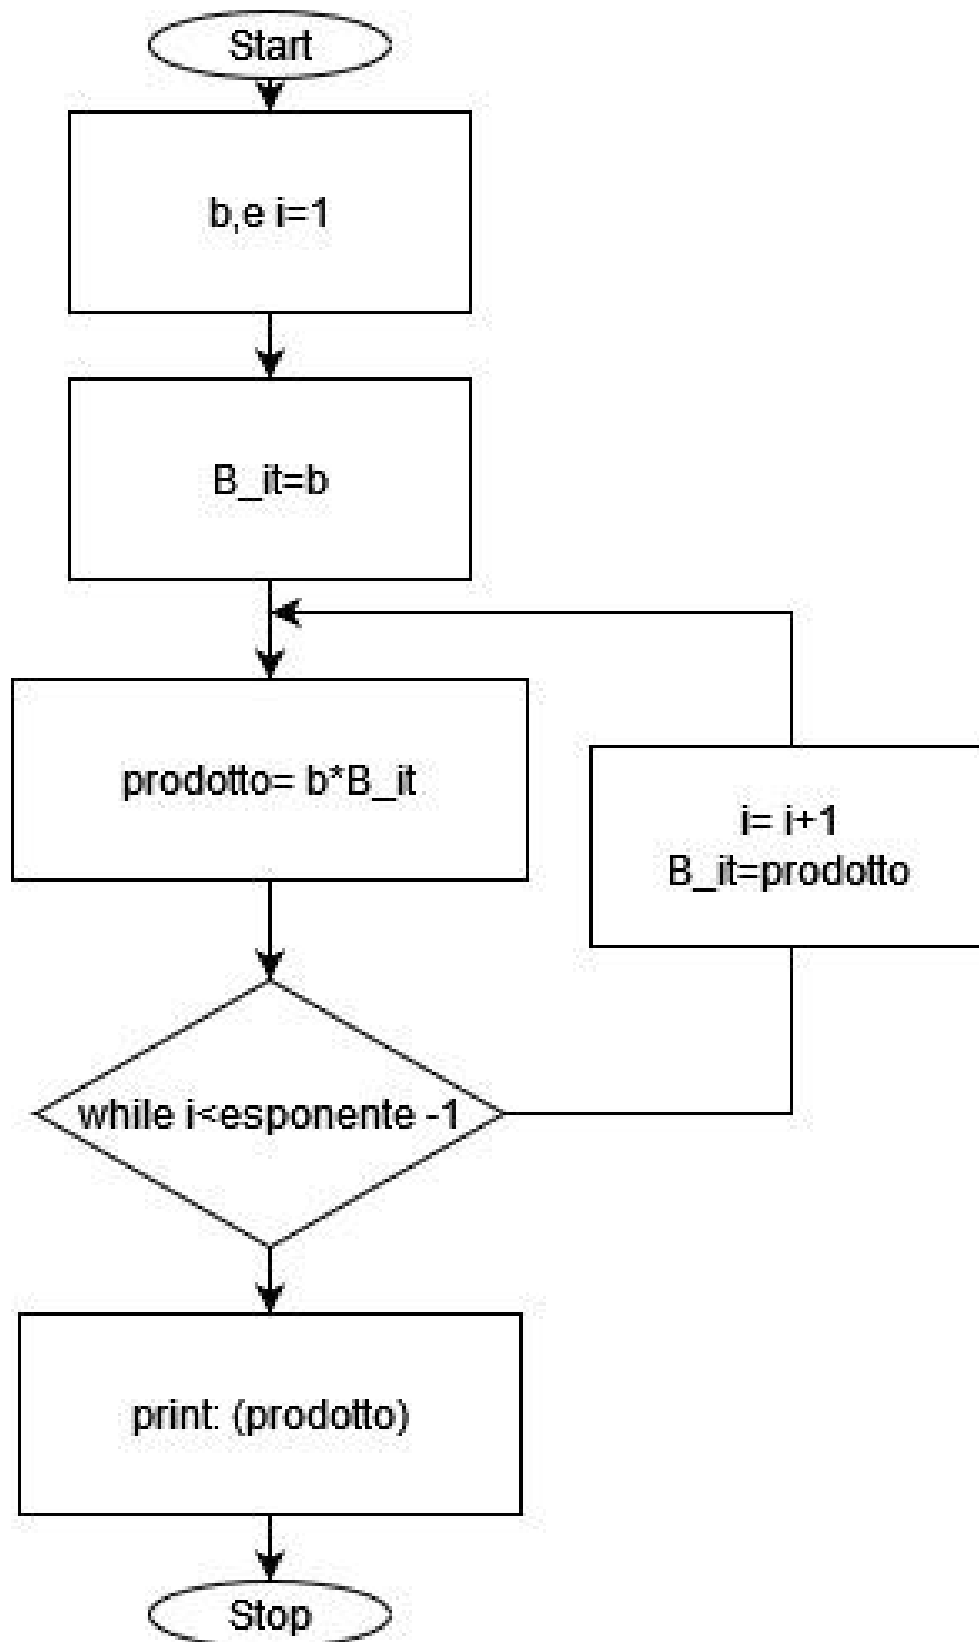 Start
b,e i=1
B_it=b
prodotto= b*B_it
i= i+1
B_it=prodotto
while i<esponente -1
print: (prodotto)
Stop